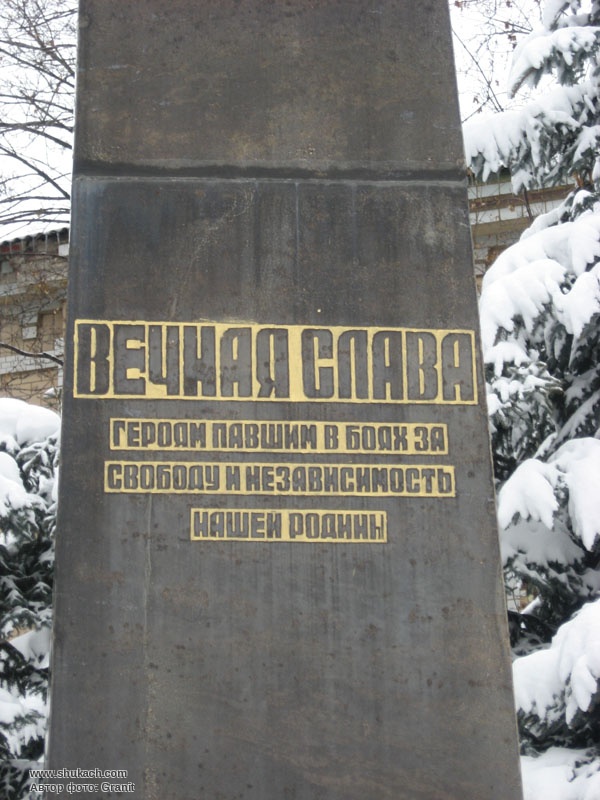 ВЕЧНАЯ СЛАВА
ГЕРОЯМ ПАВШИМ В БОЯХ ЗА
СВОБОДУ И НЕЗАВИСИМОСТЬ
НАШЕЙ РОДИНЫ
www.shukach.com
Автор фото: Granit